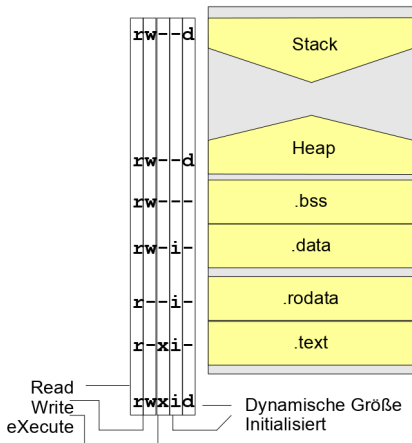 rw--d
Stack
Heap
rw--d
rw---
.bss
rw-i-
.data
r--i-
.rodata
r-xi-
.text
Read
Write
eXecute
rwxid
Dynamische Größe
Initialisiert